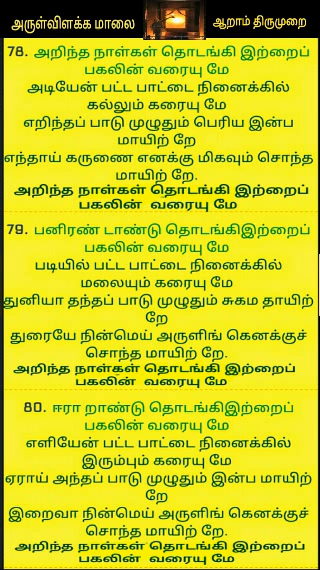 அருள்விளக்க மாலை
ஆறாம் திருமுறை
78. அறிந்த நாள்கள் தொடங்கி இற்றைப்
பகலின் வரையு மே
அடியேன் பட்ட பாட்டை நினைக்கில்
கல்லும் கரையு மே
எறிந்தப் பாடு முழுதும் பெரிய இன்ப
மாயிற் றே
எந்தாய் கருணை எனக்கு மிகவும் சொந்த
மாயிற் றே.
அறிந்த நாள்கள் தொடங்கி இற்றைப்
பகலின் வரையு மே
79. பனிரண் டாண்டு தொடங்கிஇற்றைப்
பகலின் வரையு மே
படியில் பட்ட பாட்டை நினைக்கில்
மலையும் கரையு மே
துனியா தந்தப் பாடு முழுதும் சுகம தாயிற்
றே
துரையே நின்மெய் அருளிங் கெனக்குச்
சொந்த மாயிற் றே.
அறிந்த நாள்கள் தொடங்கி இற்றைப்
பகலின் வரையு மே
80. ஈரா றாண்டு தொடங்கிஇற்றைப்
பகலின் வரையு மே
எளியேன் பட்ட பாட்டை நினைக்கில்
இரும்பும் கரையு மே
ஏராய் அந்தப் பாடு முழுதும் இன்ப மாயிற்
றே
இறைவா நின்மெய் அருளிங் கெனக்குச்
சொந்த மாயிற் றே.
அறிந்த நாள்கள் தொடங்கி இற்றைப்
பகலின் வரையு மே